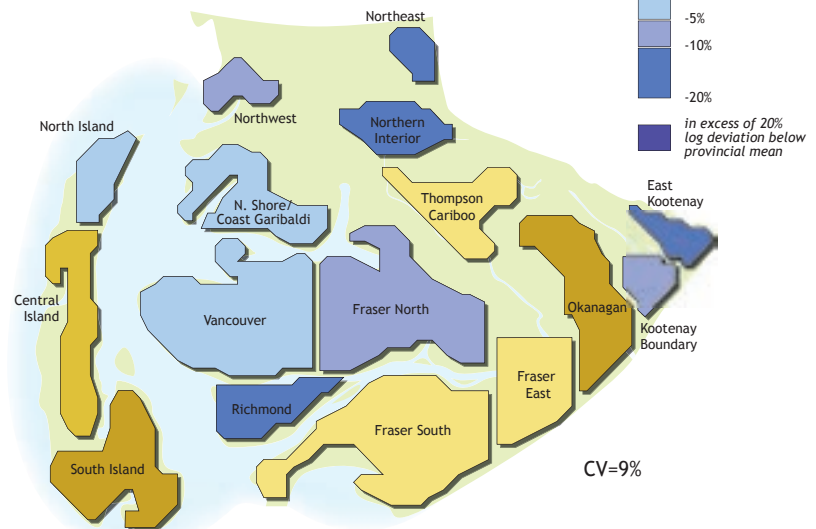 Northeast
-5%
-10%
-20%
in excess of 20%
log deviation below
provincial mean
Northwest
North Island
Northern
Interior
East
Kootenay
N. Shore/
Coast Garibaldi
Thompson
Cariboo
Central
Island
Vancouver
Fraser North
Okanagan
Kootenay
Boundary
Richmond
Fraser
East
Fraser South
South Island
CV=9%